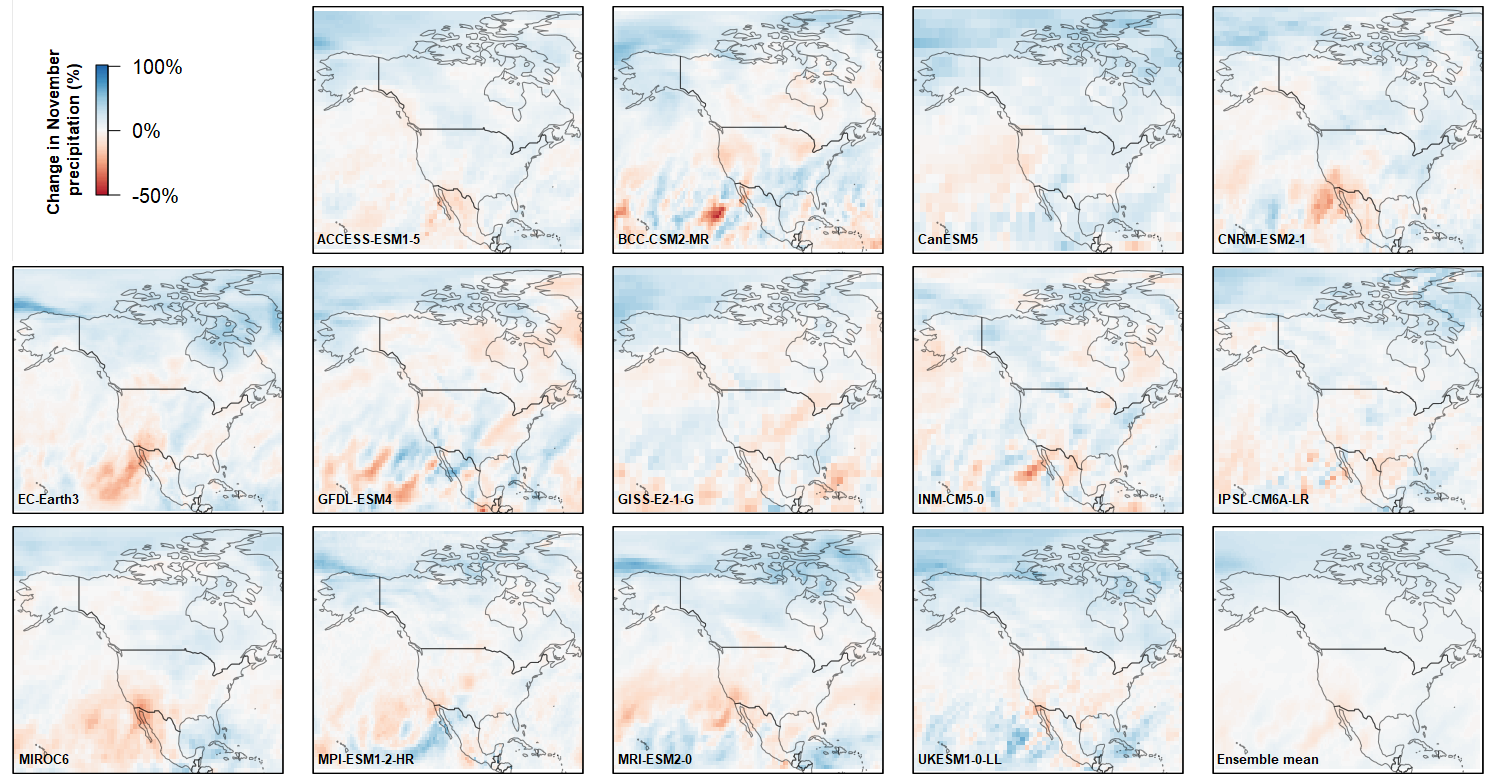 Change in November
precipitation (%)
100%
0%
-50%
ACCESS-ESM1-5
BCC-CSM2-MR
CanESM5
CNRM-ESM2-1
EC-Earth3
GFDL-ESM4
GISS-E2-1-G
INM-CM5-0
IPSL-CM6A-LR
MIROC6
MPI-ESM1-2-HR
MRI-ESM2-0
UKESM1-0-LL
Ensemble mean